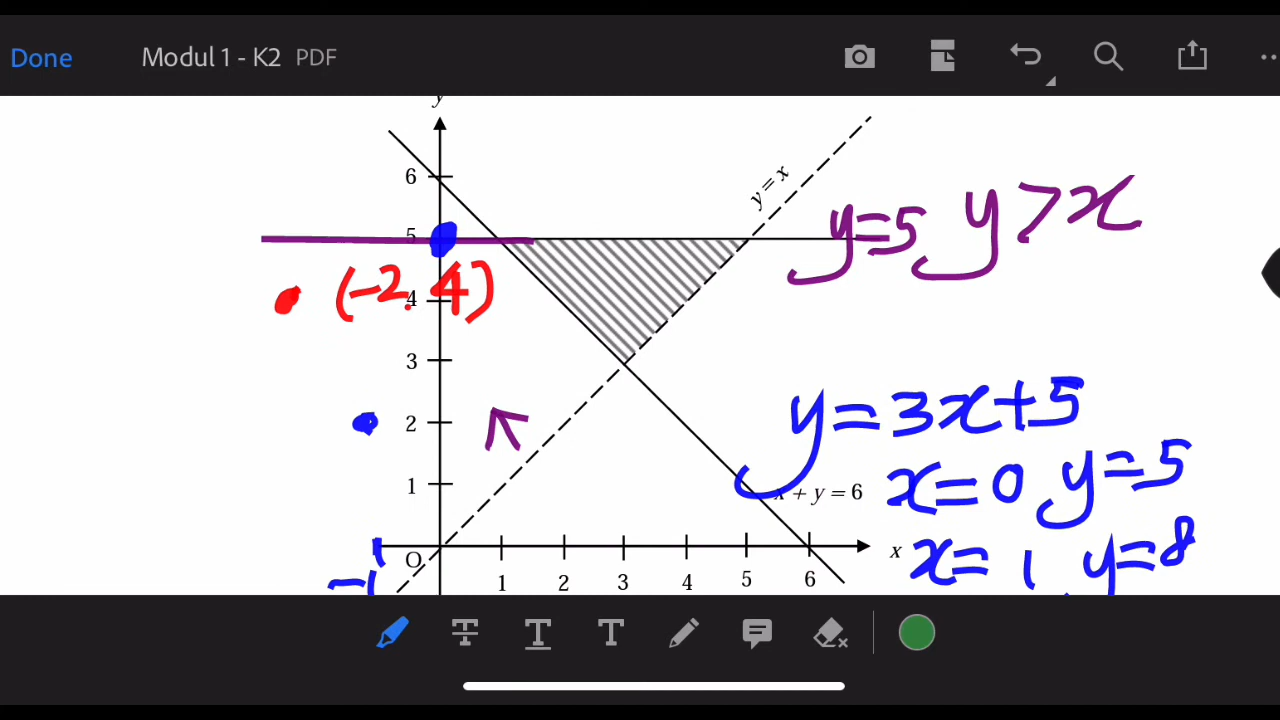 Done Modul 1 - K2 PDF
y
6
y = x
y=5 y>x
5
(-2,4)
4
3
y=3x+5
2
x=0, y=5
1
x + y = 6
x=1, y=8
O
x
-1
1 2 3 4 5 6
T T